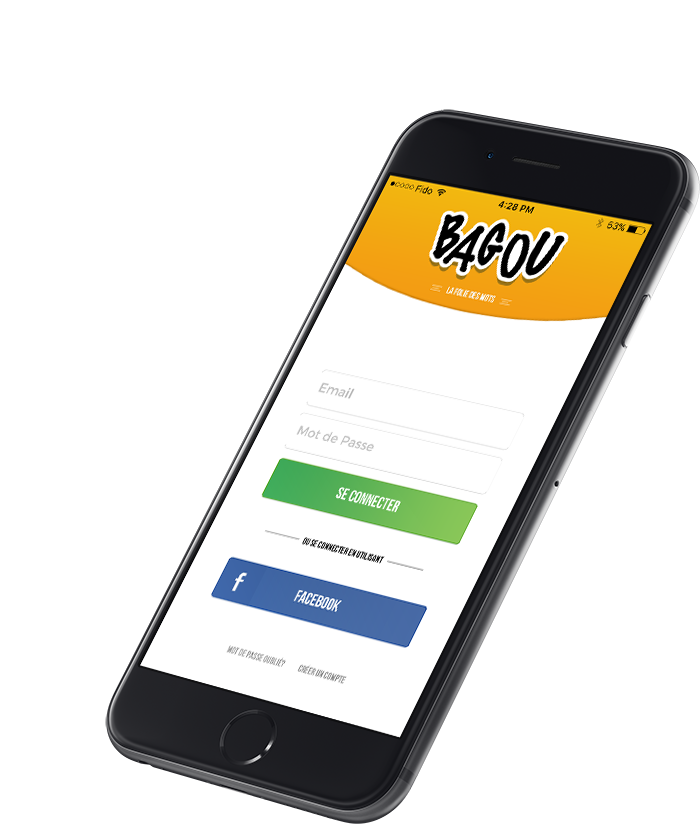 Fido
4:28 PM
53%
BAGOU
LA FOLIE DES MOTS
Email
Mot de Passe
SE CONNECTER
OU SE CONNECTER EN UTILISANT
f
FACEBOOK
MOT DE PASSE OUBLIÉ? CRÉER UN COMPTE